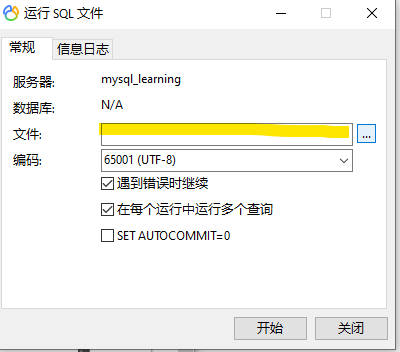 运行 SQL 文件
常规 信息日志
服务器: mysql_learning
数据库: N/A
文件: ...
编码: 65001 (UTF-8)
遇到错误时继续
在每个运行中运行多个查询
SET AUTOCOMMIT=0
开始 关闭